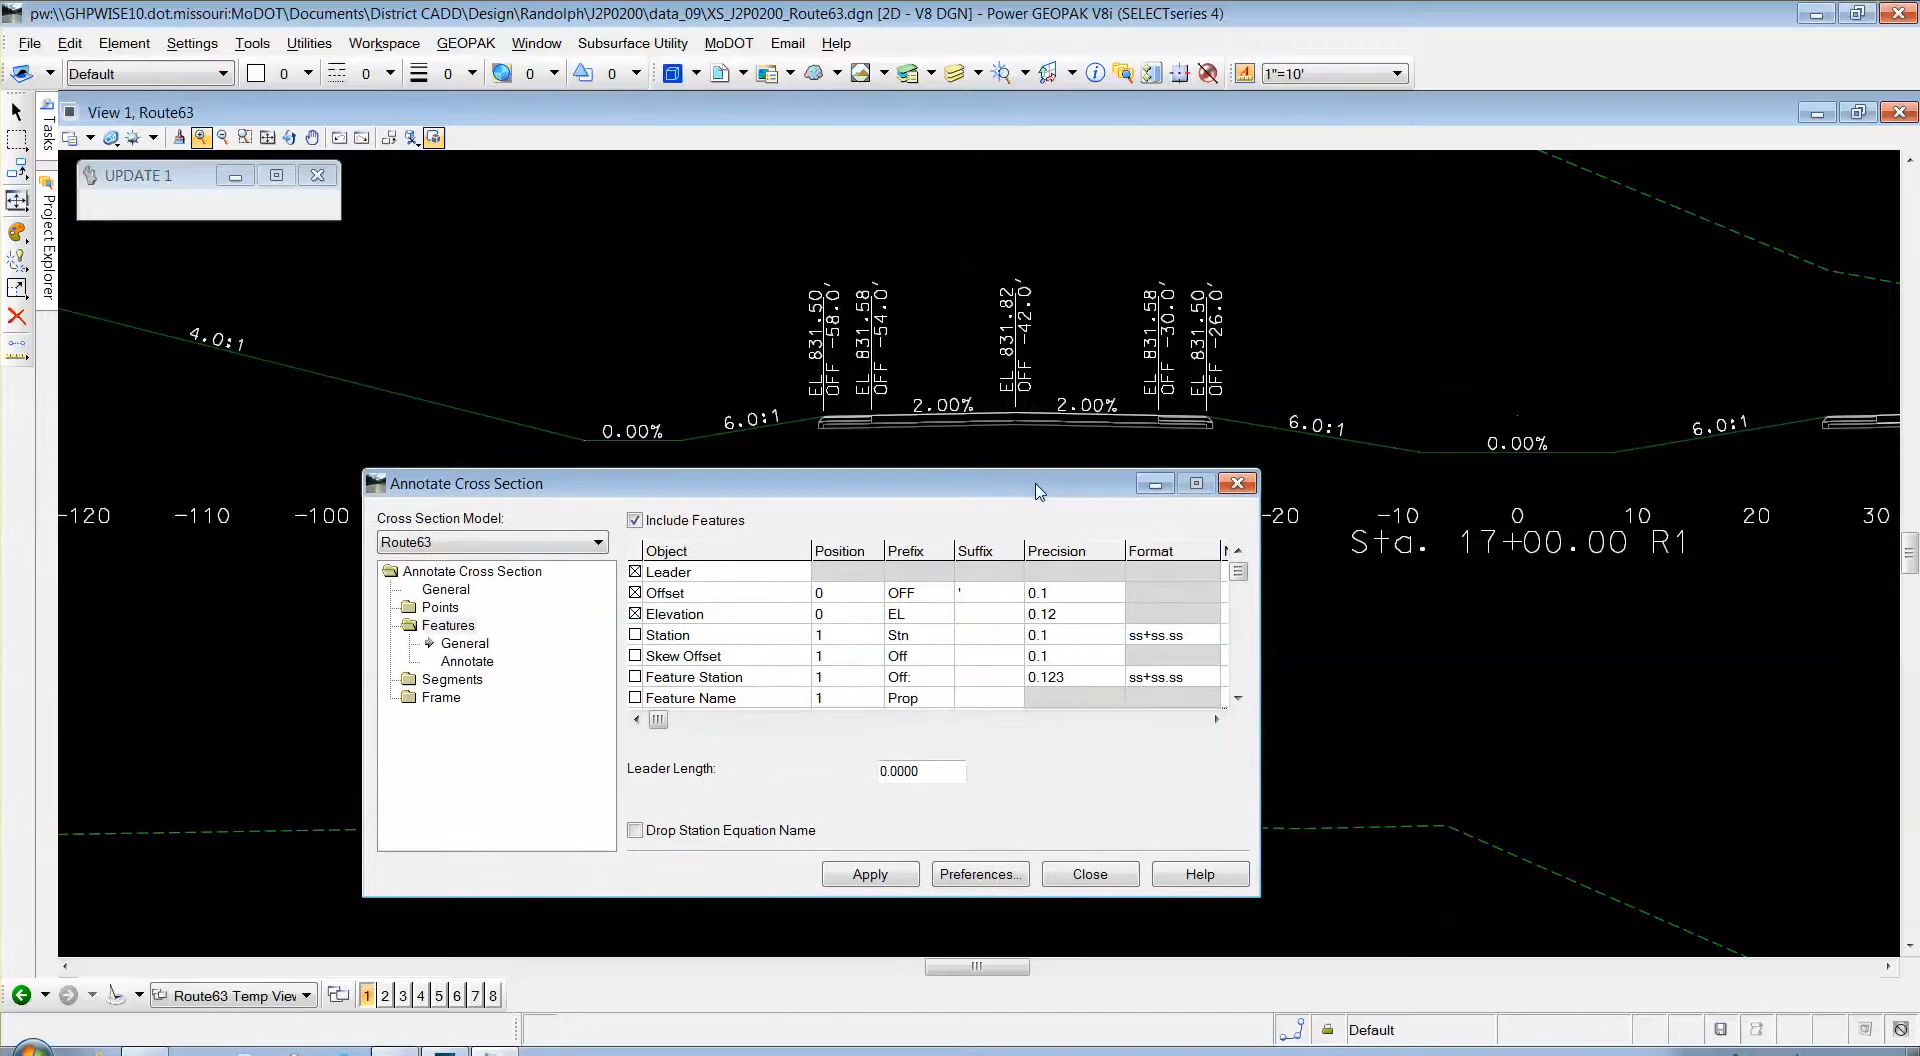 pw:\\GHPWISE10.dot.missouri:MoDOT\Documents\District CADD\Design\Randolph\J2P0200\data_09\XS_J2P0200_Route63.dgn [2D - V8 DGN] - Power GEOPAK V8i (SELECTseries 4)
File Edit Element Settings Tools Utilities Workspace GEOPAK Window Subsurface Utility MoDOT Email Help
Default 0 0 0 0 0 1"=10'
View 1, Route63
Tasks
Project Explorer
UPDATE 1
EL 831.50
OFF -58.0'
EL 831.58
OFF -54.0'
EL 831.82
OFF -42.0'
EL 831.58
OFF -30.0'
EL 831.50
OFF -26.0'
4.0:1 0.00% 6.0:1 2.00% 2.00% 6.0:1 0.00% 6.0:1
-120 -110 -100 -20 -10 0 10 20 30
Sta. 17+00.00 R1
Annotate Cross Section
Cross Section Model:
Route63
Annotate Cross Section
General
Points
Features
General
Annotate
Segments
Frame
Include Features
Object Position Prefix Suffix Precision Format
Leader
Offset 0 OFF ' 0.1
Elevation 0 EL 0.12
Station 1 Stn 0.1 ss+ss.ss
Skew Offset 1 Off 0.1
Feature Station 1 Off: 0.123 ss+ss.ss
Feature Name 1 Prop
Leader Length: 0.0000
Drop Station Equation Name
Apply Preferences... Close Help
Route63 Temp View 1 2 3 4 5 6 7 8
Default